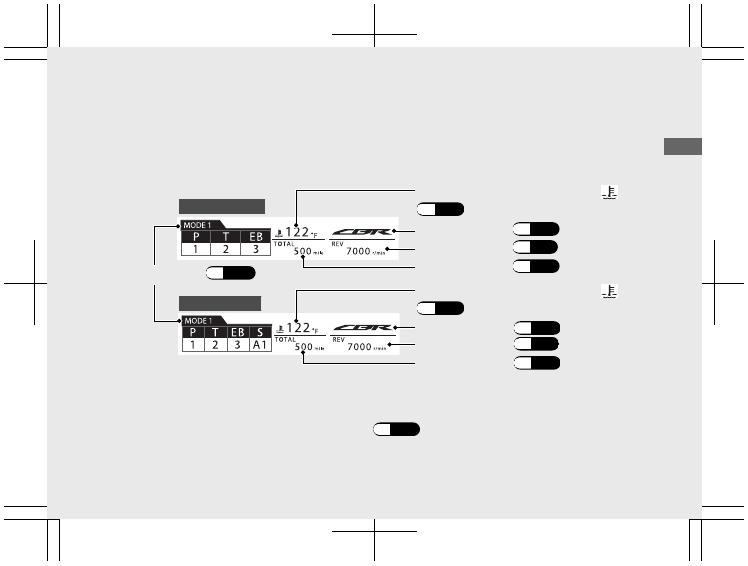 MODE 1
P T EB
1 2 3
122 °F
TOTAL
500 mile
CBR
REV
7000 r/min
MODE 1
P T EB S
1 2 3 A1
122 °F
TOTAL
500 mile
CBR
REV
7000 r/min